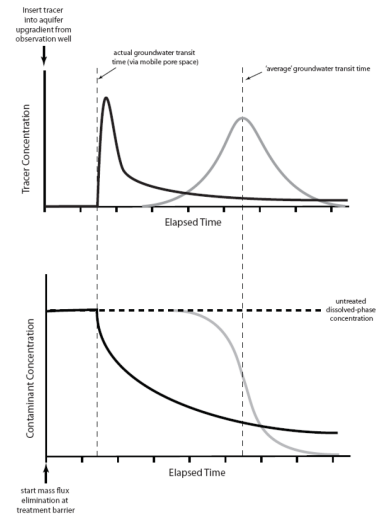 Insert tracer
into aquifer
upgradient from
observation well
actual groundwater transit
time (via mobile pore space)
'average' groundwater transit time
Tracer Concentration
Elapsed Time
untreated
dissolved-phase
concentration
Contaminant Concentration
Elapsed Time
start mass flux
elimination at
treatment barrier